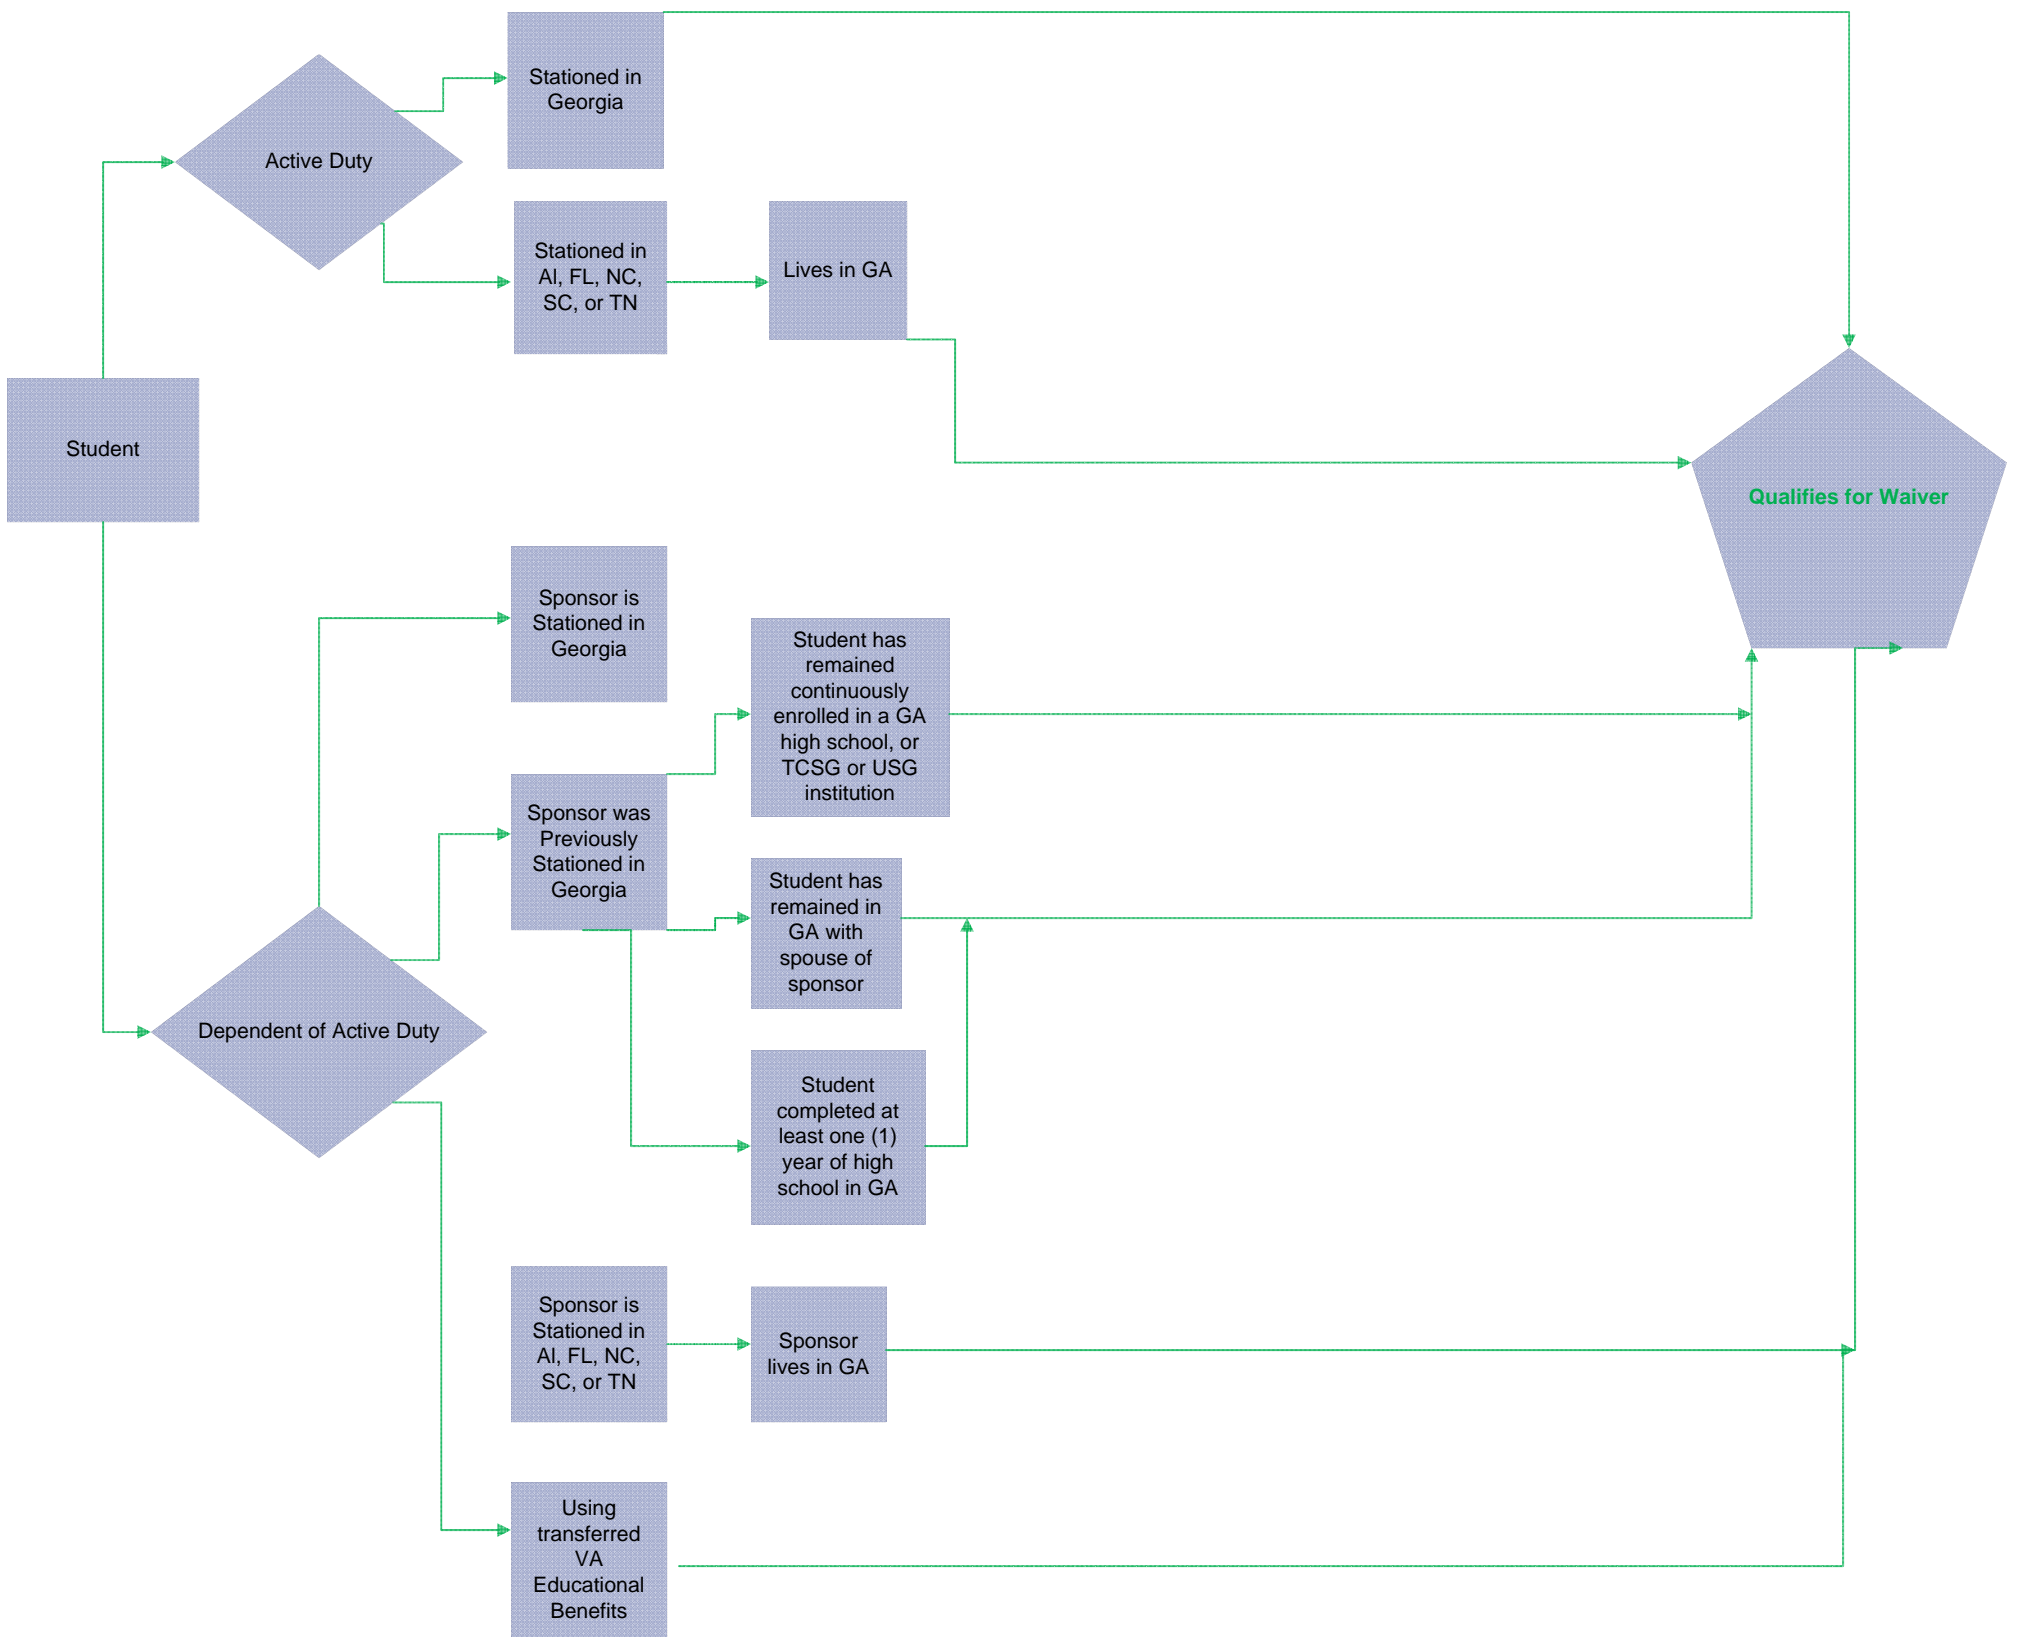 Stationed in
Georgia
Active Duty
Stationed in
Al, FL, NC,
SC, or TN
Lives in GA
Student
Qualifies for Waiver
Sponsor is
Stationed in
Georgia
Student has
remained
continuously
enrolled in a GA
high school, or
TCSG or USG
institution
Sponsor was
Previously
Stationed in
Georgia
Student has
remained in
GA with
spouse of
sponsor
Dependent of Active Duty
Student
completed at
least one (1)
year of high
school in GA
Sponsor is
Stationed in
Al, FL, NC,
SC, or TN
Sponsor
lives in GA
Using
transferred
VA
Educational
Benefits